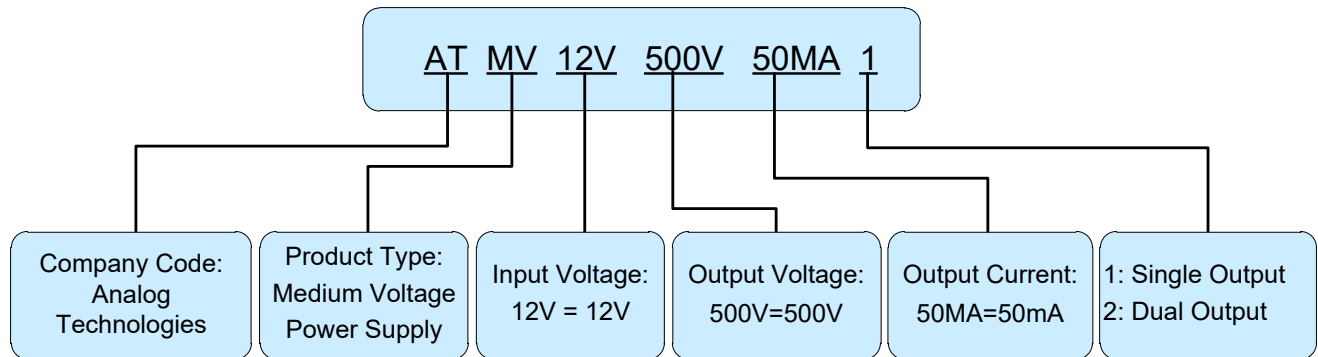 AT MV 12V 500V 50MA 1
Company Code:
Analog
Technologies
Product Type:
Medium Voltage
Power Supply
Input Voltage:
12V = 12V
Output Voltage:
500V=500V
Output Current:
50MA=50mA
1: Single Output
2: Dual Output